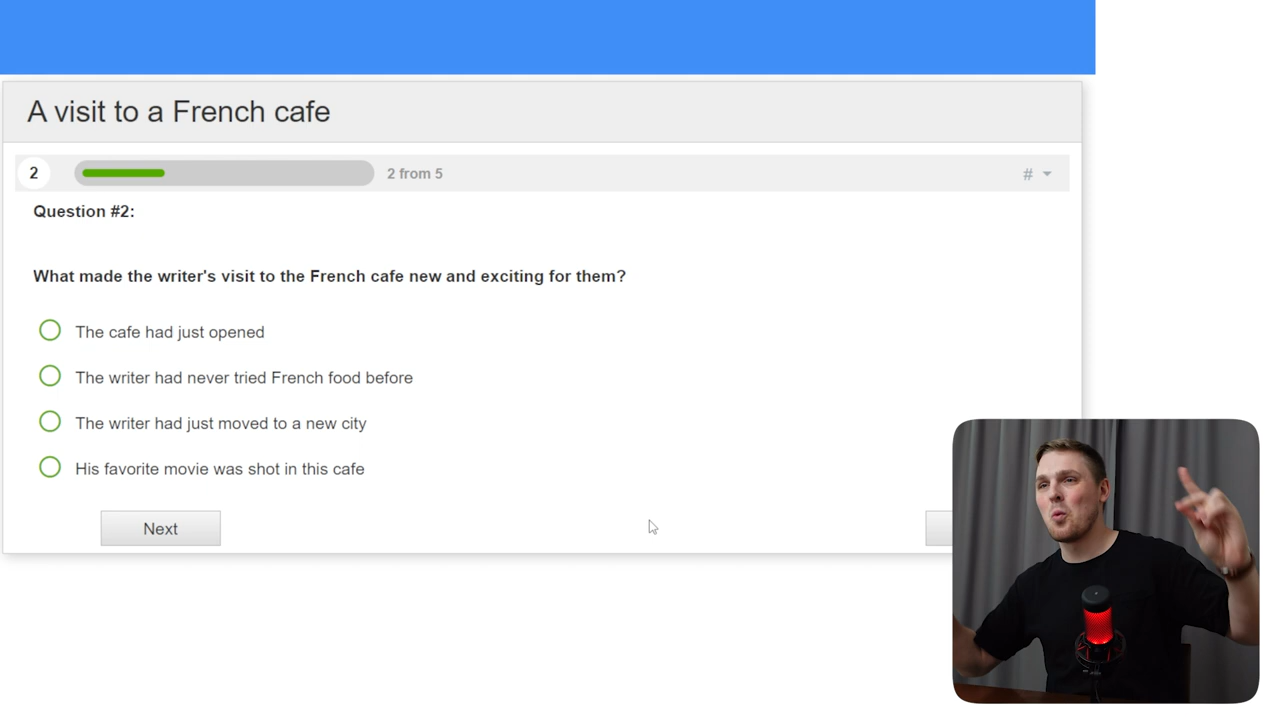 A visit to a French cafe
2
2 from 5
#
Question #2:
What made the writer's visit to the French cafe new and exciting for them?
The cafe had just opened
The writer had never tried French food before
The writer had just moved to a new city
His favorite movie was shot in this cafe
Next